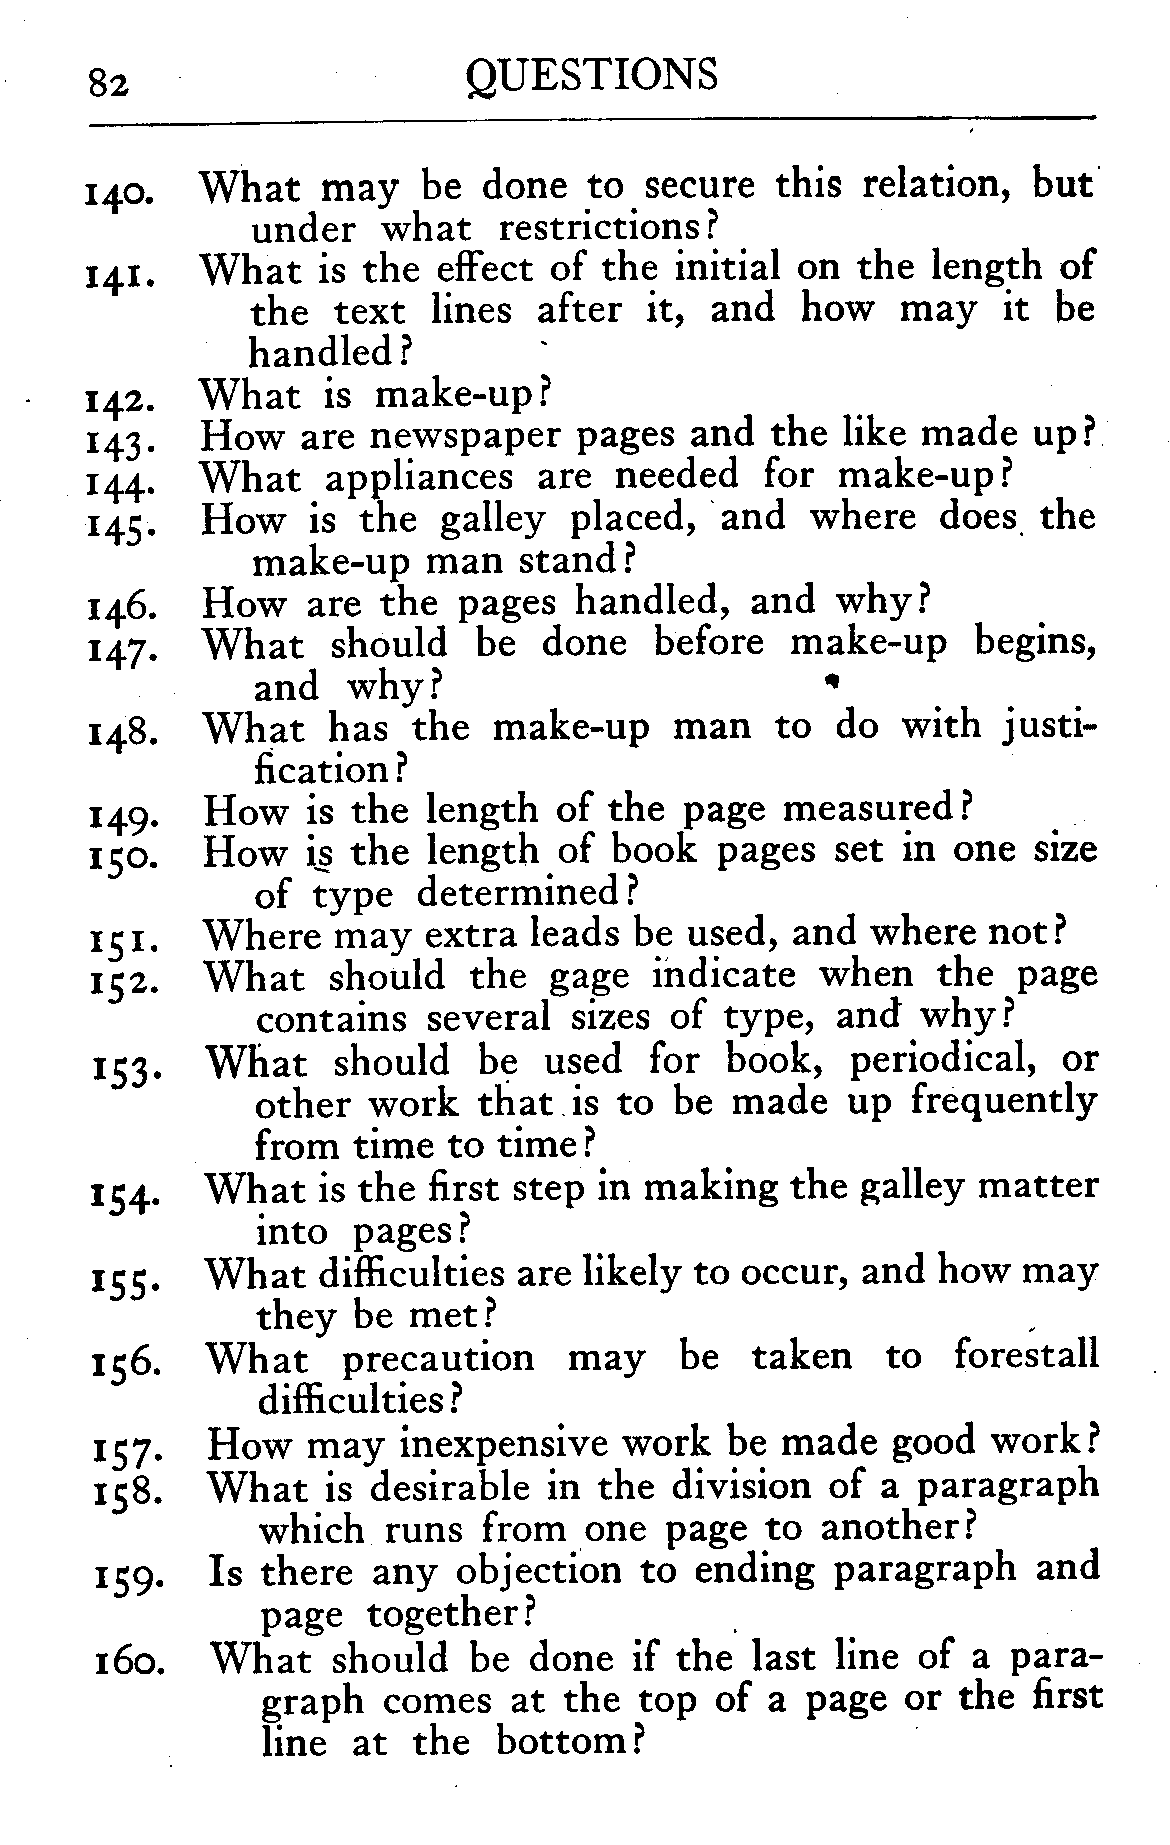 82 QUESTIONS
140. What may be done to secure this relation, but
under what restrictions?
141. What is the effect of the initial on the length of
the text lines after it, and how may it be
handled?
142. What is make-up?
143. How are newspaper pages and the like made up?
144. What appliances are needed for make-up?
145. How is the galley placed, and where does the
make-up man stand?
146. How are the pages handled, and why?
147. What should be done before make-up begins,
and why?
148. What has the make-up man to do with justi-
fication?
149. How is the length of the page measured?
150. How is the length of book pages set in one size
of type determined?
151. Where may extra leads be used, and where not?
152. What should the gage indicate when the page
contains several sizes of type, and why?
153. What should be used for book, periodical, or
other work that is to be made up frequently
from time to time?
154. What is the first step in making the galley matter
into pages?
155. What difficulties are likely to occur, and how may
they be met?
156. What precaution may be taken to forestall
difficulties?
157. How may inexpensive work be made good work?
158. What is desirable in the division of a paragraph
which runs from one page to another?
159. Is there any objection to ending paragraph and
page together?
160. What should be done if the last line of a para-
graph comes at the top of a page or the first
line at the bottom?